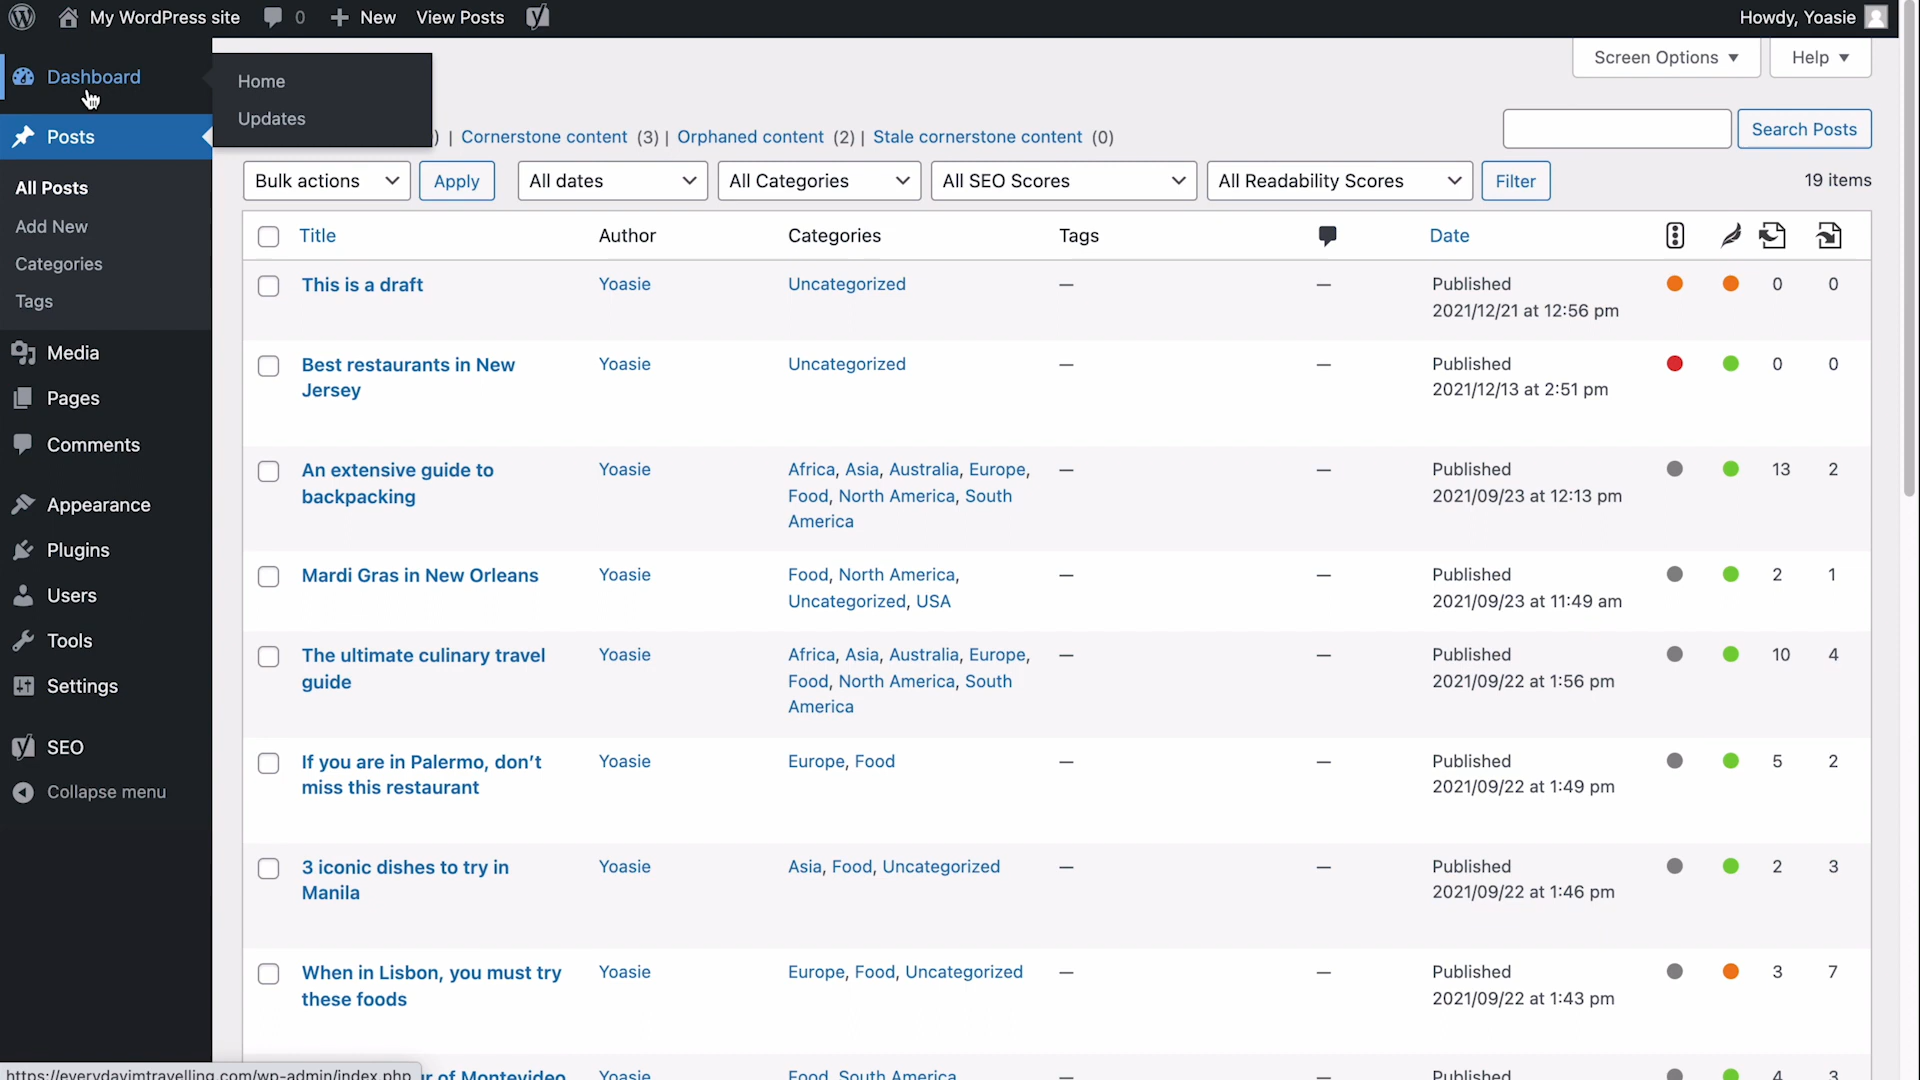 My WordPress site 0 New View Posts Howdy, Yoasie
Screen Options Help
Dashboard
Home
Updates
Posts
All Posts
Add New
Categories
Tags
Media
Pages
Comments
Appearance
Plugins
Users
Tools
Settings
SEO
Collapse menu
) | Cornerstone content (3) | Orphaned content (2) | Stale cornerstone content (0)
Search Posts
Bulk actions Apply All dates All Categories All SEO Scores All Readability Scores Filter 19 items
Title Author Categories Tags Date
This is a draft Yoasie Uncategorized — — Published 0 0
2021/12/21 at 12:56 pm
Best restaurants in New Yoasie Uncategorized — — Published 0 0
Jersey 2021/12/13 at 2:51 pm
An extensive guide to Yoasie Africa, Asia, Australia, Europe, — — Published 13 2
backpacking Food, North America, South 2021/09/23 at 12:13 pm
America
Mardi Gras in New Orleans Yoasie Food, North America, — — Published 2 1
Uncategorized, USA 2021/09/23 at 11:49 am
The ultimate culinary travel Yoasie Africa, Asia, Australia, Europe, — — Published 10 4
guide Food, North America, South 2021/09/22 at 1:56 pm
America
If you are in Palermo, don’t Yoasie Europe, Food — — Published 5 2
miss this restaurant 2021/09/22 at 1:49 pm
3 iconic dishes to try in Yoasie Asia, Food, Uncategorized — — Published 2 3
Manila 2021/09/22 at 1:46 pm
When in Lisbon, you must try Yoasie Europe, Food, Uncategorized — — Published 3 7
these foods 2021/09/22 at 1:43 pm
of Montevideo Yoasie Food, South America — — Published 4 3
https://everydayimtravelling.com/wp-admin/index.php